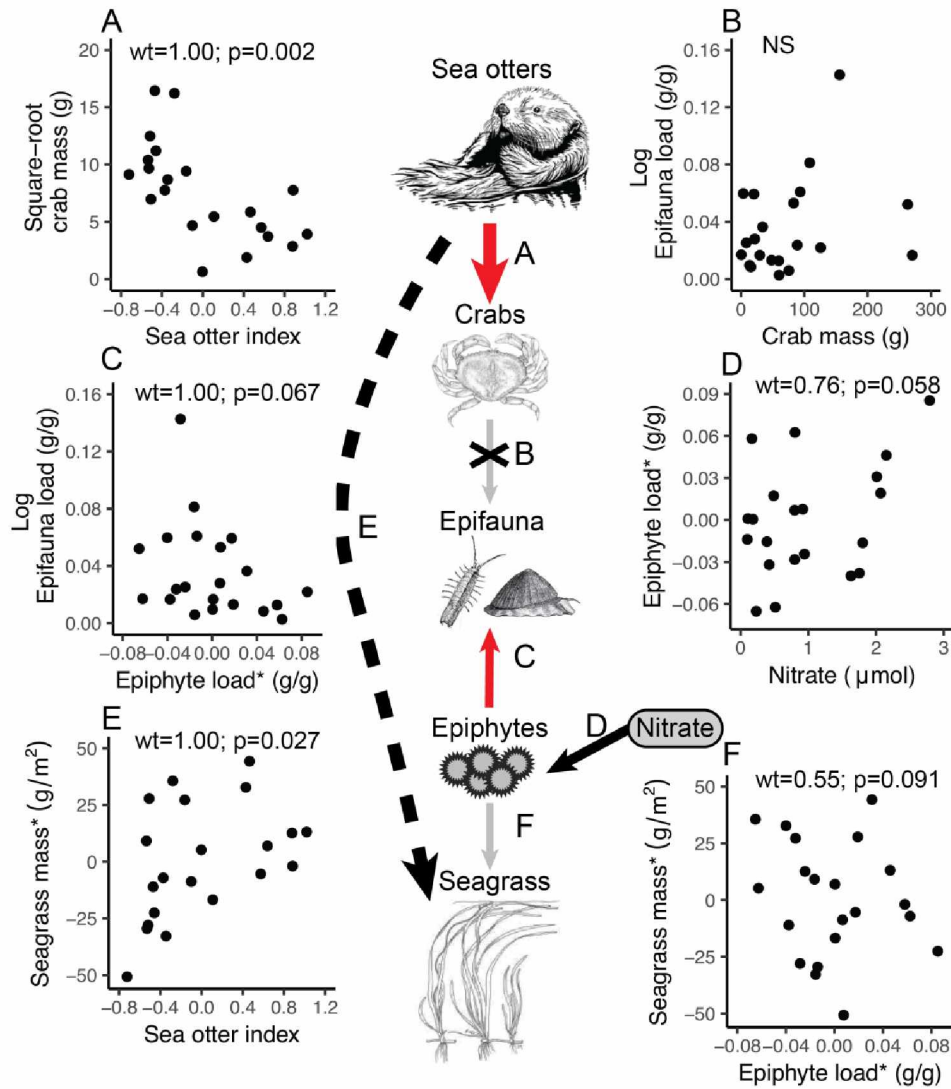 A
wt=1.00; p=0.002
Square-root
crab mass (g)
20
15
10
5
0
-0.8 -0.4 0.0 0.4 0.8 1.2
Sea otter index
Sea otters
A
Crabs
B
Epifauna
C
Epiphytes
D
Nitrate
F
Seagrass
E
B
NS
Log
Epifauna load (g/g)
0.16
0.12
0.08
0.04
0.00
0 100 200 300
Crab mass (g)
C
wt=1.00; p=0.067
Log
Epifauna load (g/g)
0.16
0.12
0.08
0.04
0.00
-0.08 -0.04 0.00 0.04 0.08
Epiphyte load* (g/g)
D
wt=0.76; p=0.058
Epiphyte load* (g/g)
0.09
0.06
0.03
0.00
-0.03
-0.06
0 1 2 3
Nitrate (µmol)
E
wt=1.00; p=0.027
Seagrass mass* (g/m²)
50
25
0
-25
-50
-0.8 -0.4 0.0 0.4 0.8 1.2
Sea otter index
F
wt=0.55; p=0.091
Seagrass mass* (g/m²)
50
25
0
-25
-50
-0.08 -0.04 0.00 0.04 0.08
Epiphyte load* (g/g)